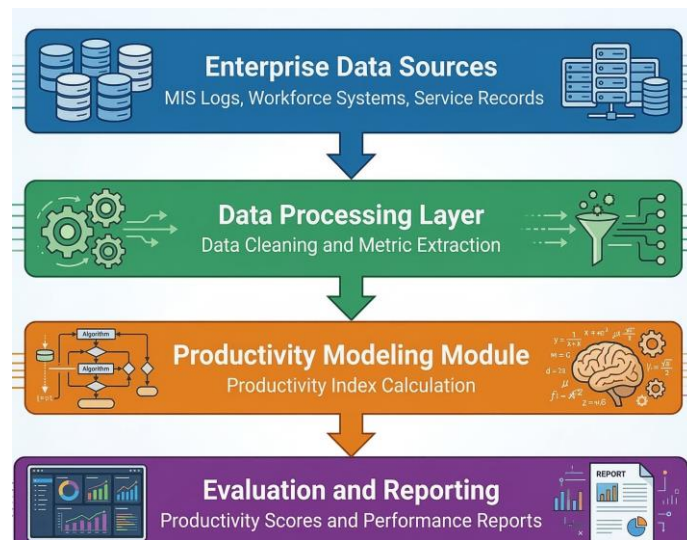 Enterprise Data Sources
MIS Logs, Workforce Systems, Service Records
Data Processing Layer
Data Cleaning and Metric Extraction
Algorithm
Algorithm
Productivity Modeling Module
Productivity Index Calculation
Evaluation and Reporting
Productivity Scores and Performance Reports
REPORT